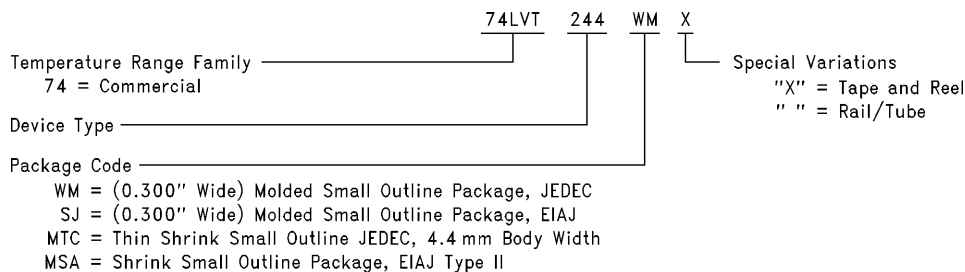 74LVT 244 WM X
Temperature Range Family
74 = Commercial
Device Type
Package Code
WM = (0.300" Wide) Molded Small Outline Package, JEDEC
SJ = (0.300" Wide) Molded Small Outline Package, EIAJ
MTC = Thin Shrink Small Outline JEDEC, 4.4 mm Body Width
MSA = Shrink Small Outline Package, EIAJ Type II
Special Variations
"X" = Tape and Reel
" " = Rail/Tube